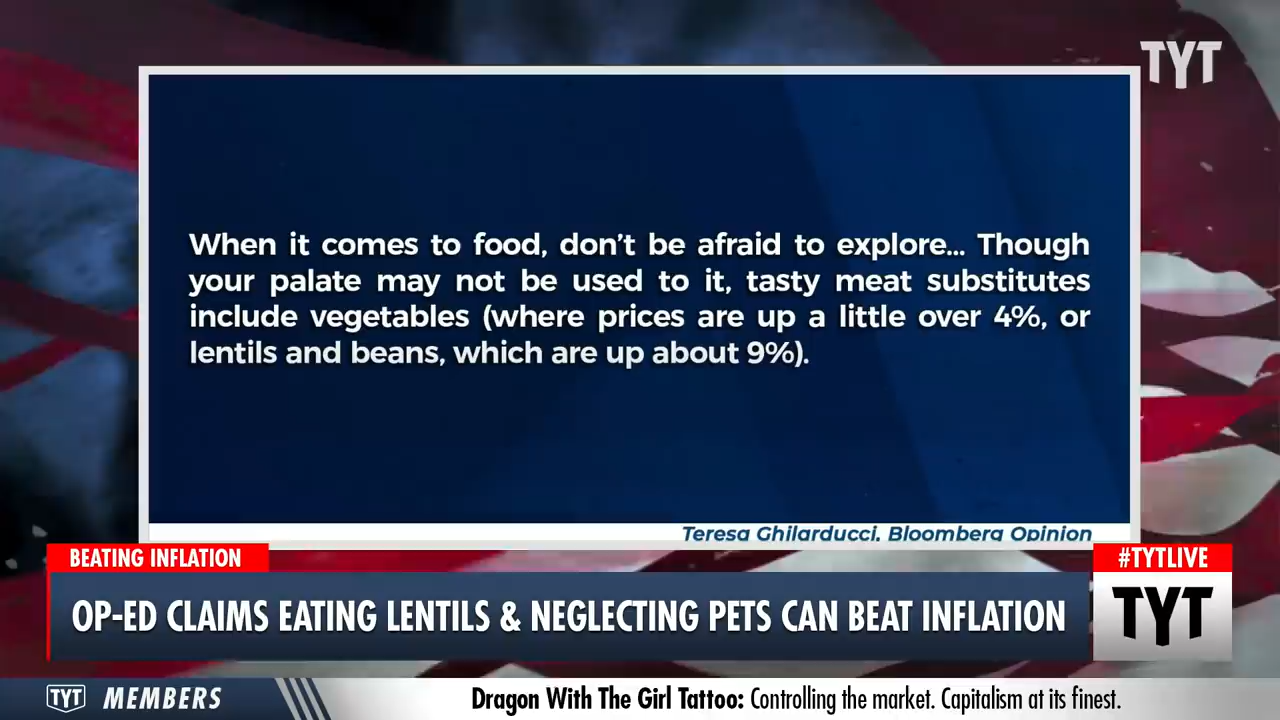 TYT
When it comes to food, don't be afraid to explore... Though
your palate may not be used to it, tasty meat substitutes
include vegetables (where prices are up a little over 4%, or
lentils and beans, which are up about 9%).
Teresa Ghilarducci, Bloomberg Opinion
BEATING INFLATION
#TYTLIVE
OP-ED CLAIMS EATING LENTILS & NEGLECTING PETS CAN BEAT INFLATION
TYT
TYT MEMBERS
Dragon With The Girl Tattoo: Controlling the market. Capitalism at its finest.